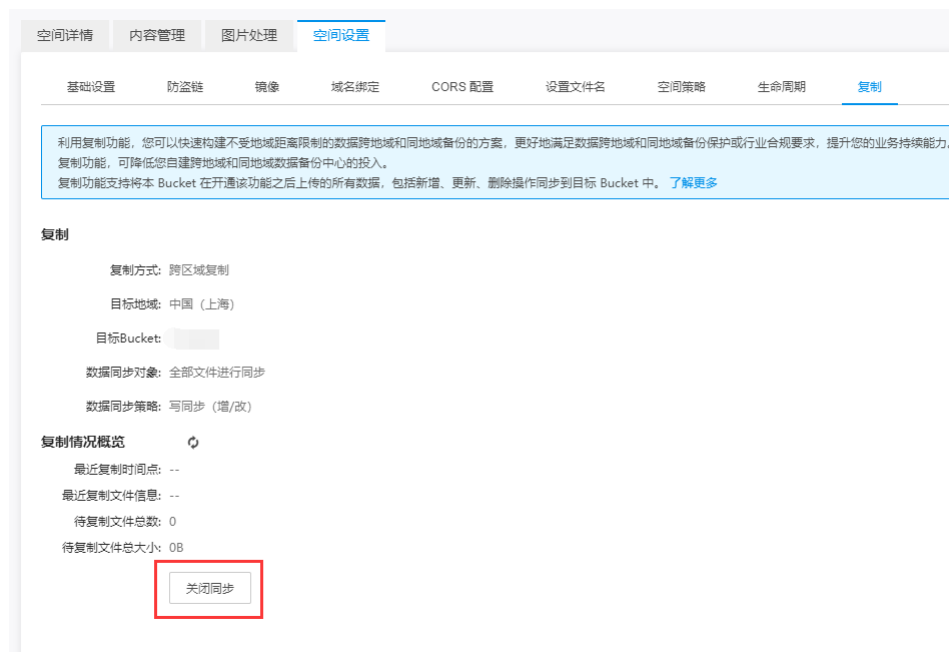 空间详情 内容管理 图片处理 空间设置
基础设置 防盗链 镜像 域名绑定 CORS 配置 设置文件名 空间策略 生命周期 复制
利用复制功能，您可以快速构建不受地域距离限制的数据跨地域和同地域备份的方案，更好地满足数据跨地域和同地域备份保护或行业合规要求，提升您的业务持续能力。
复制功能，可降低您自建跨地域和同地域数据备份中心的投入。
复制功能支持将本 Bucket 在开通该功能之后上传的所有数据，包括新增、更新、删除操作同步到目标 Bucket 中。 了解更多
复制
复制方式: 跨区域复制
目标地域: 中国（上海）
目标Bucket:
数据同步对象: 全部文件进行同步
数据同步策略: 写同步（增/改）
复制情况概览
最近复制时间点: --
最近复制文件信息: --
待复制文件总数: 0
待复制文件总大小: 0B
关闭同步